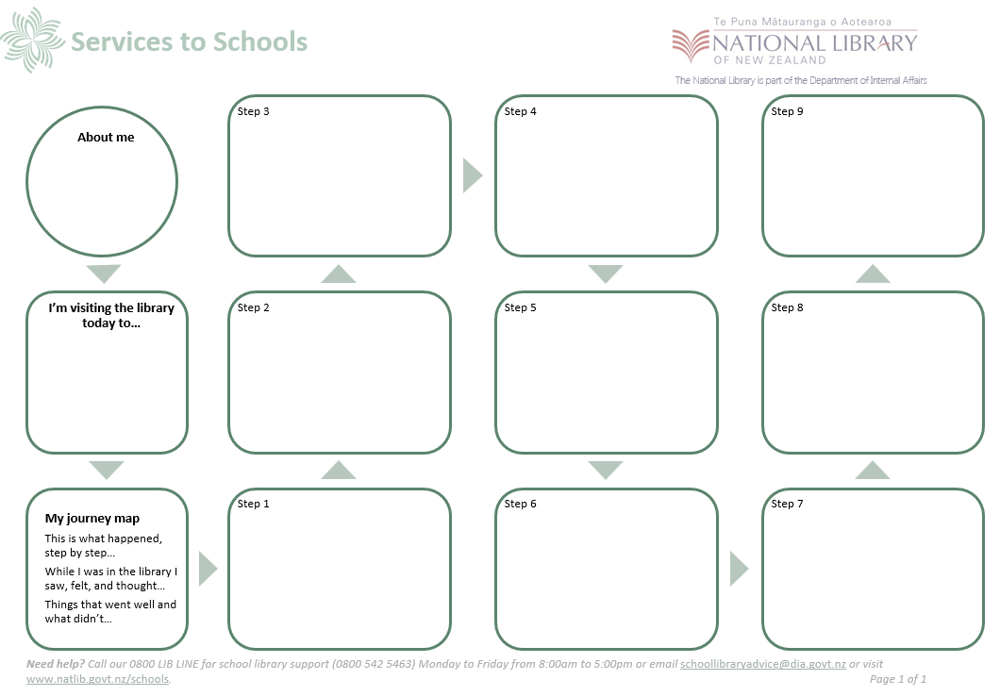 Services to Schools
Te Puna Mātauranga o Aotearoa
NATIONAL LIBRARY
OF NEW ZEALAND
The National Library is part of the Department of Internal Affairs
About me
I’m visiting the library
today to…
My journey map
This is what happened,
step by step…
While I was in the library I
saw, felt, and thought…
Things that went well and
what didn’t…
Step 1
Step 2
Step 3
Step 4
Step 5
Step 6
Step 7
Step 8
Step 9
Need help? Call our 0800 LIB LINE for school library support (0800 542 5463) Monday to Friday from 8:00am to 5:00pm or email schoollibraryadvice@dia.govt.nz or visit
www.natlib.govt.nz/schools.
Page 1 of 1